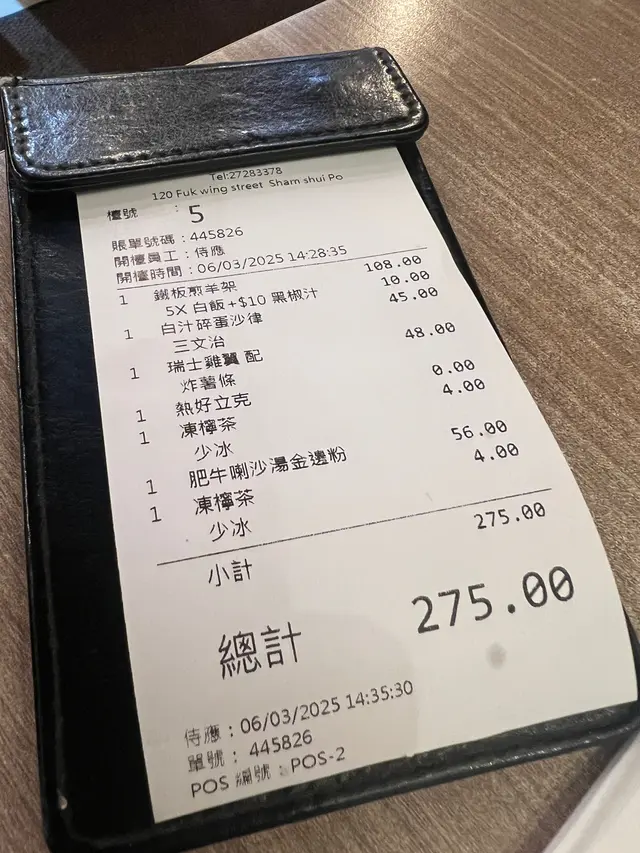 Tel:27283378
120 Fuk wing street Sham shui Po
檯號 : 5
賬單號碼 : 445826
開檯員工 : 侍應
開檯時間 : 06/03/2025 14:28:35
1 鐵板煎羊架 108.00
5X 白飯+$10 黑椒汁 10.00
1 白汁碎蛋沙律 45.00
三文治
1 瑞士雞翼 配 48.00
炸薯條
1 熱好立克 0.00
1 凍檸茶 4.00
少冰
1 肥牛喇沙湯金邊粉 56.00
1 凍檸茶 4.00
少冰
小計 275.00
總計 275.00
侍應 : 06/03/2025 14:35:30
單號 : 445826
POS 編號 : POS-2